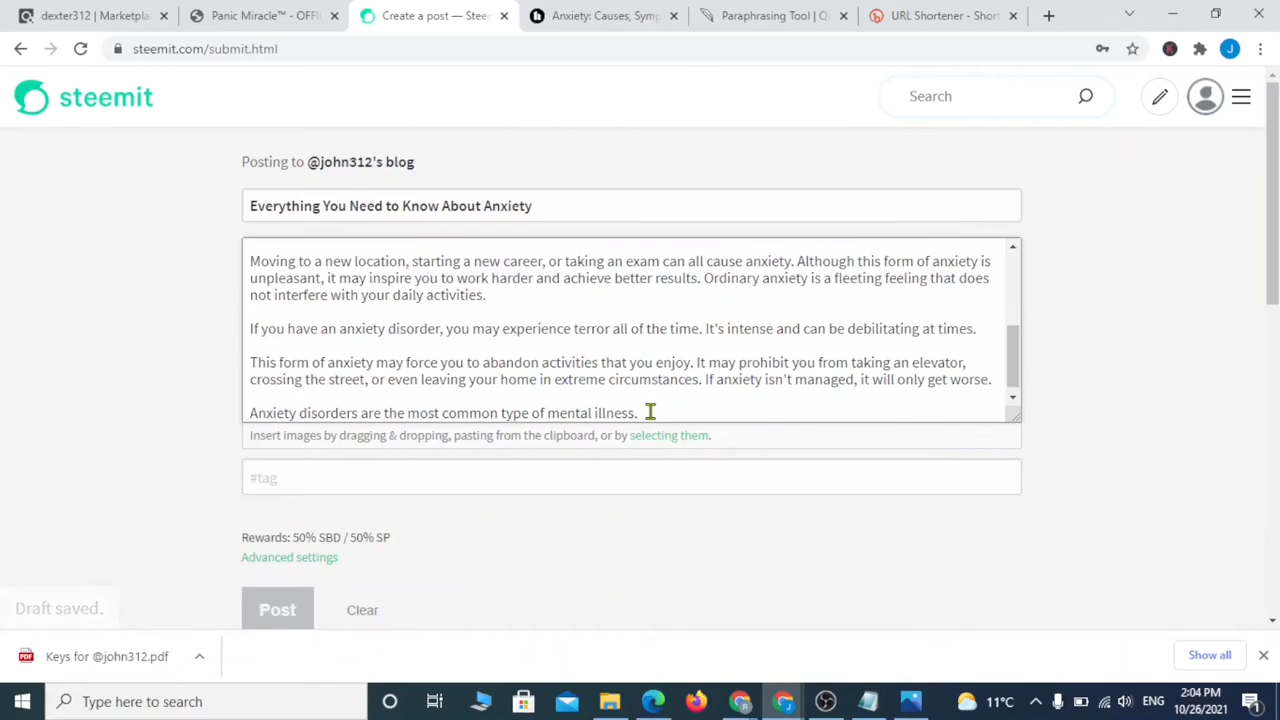 dexter312 | Marketpla
Panic Miracle™ - OFFI
Create a post — Steem
Anxiety: Causes, Symp
Paraphrasing Tool | Q
URL Shortener - Short
steemit.com/submit.html
J
steemit
Search
Posting to @john312's blog
Everything You Need to Know About Anxiety
Moving to a new location, starting a new career, or taking an exam can all cause anxiety. Although this form of anxiety is
unpleasant, it may inspire you to work harder and achieve better results. Ordinary anxiety is a fleeting feeling that does
not interfere with your daily activities.
If you have an anxiety disorder, you may experience terror all of the time. It's intense and can be debilitating at times.
This form of anxiety may force you to abandon activities that you enjoy. It may prohibit you from taking an elevator,
crossing the street, or even leaving your home in extreme circumstances. If anxiety isn't managed, it will only get worse.
Anxiety disorders are the most common type of mental illness.
Insert images by dragging & dropping, pasting from the clipboard, or by selecting them.
#tag
Rewards: 50% SBD / 50% SP
Advanced settings
Draft saved.
Post
Clear
Keys for @john312.pdf
Show all
Type here to search
11°C
ENG
2:04 PM
10/26/2021